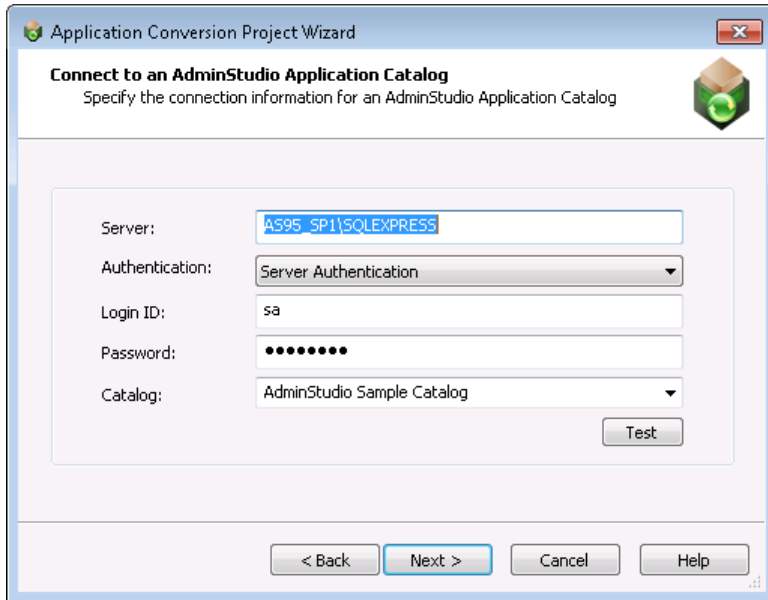 Application Conversion Project Wizard
Connect to an AdminStudio Application Catalog
Specify the connection information for an AdminStudio Application Catalog
Server: AS95_SP1\SQLEXPRESS
Authentication: Server Authentication
Login ID: sa
Password: ●●●●●●●●
Catalog: AdminStudio Sample Catalog
Test
< Back Next > Cancel Help